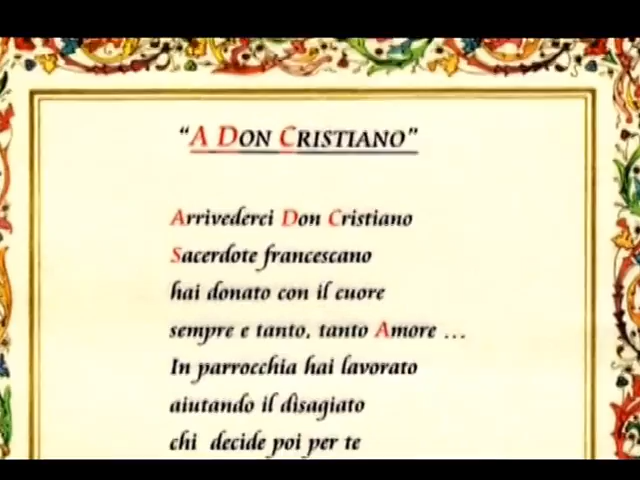 “A DON CRISTIANO”
Arrivederci Don Cristiano
Sacerdote francescano
hai donato con il cuore
sempre e tanto, tanto Amore ...
In parrocchia hai lavorato
aiutando il disagiato
chi decide poi per te